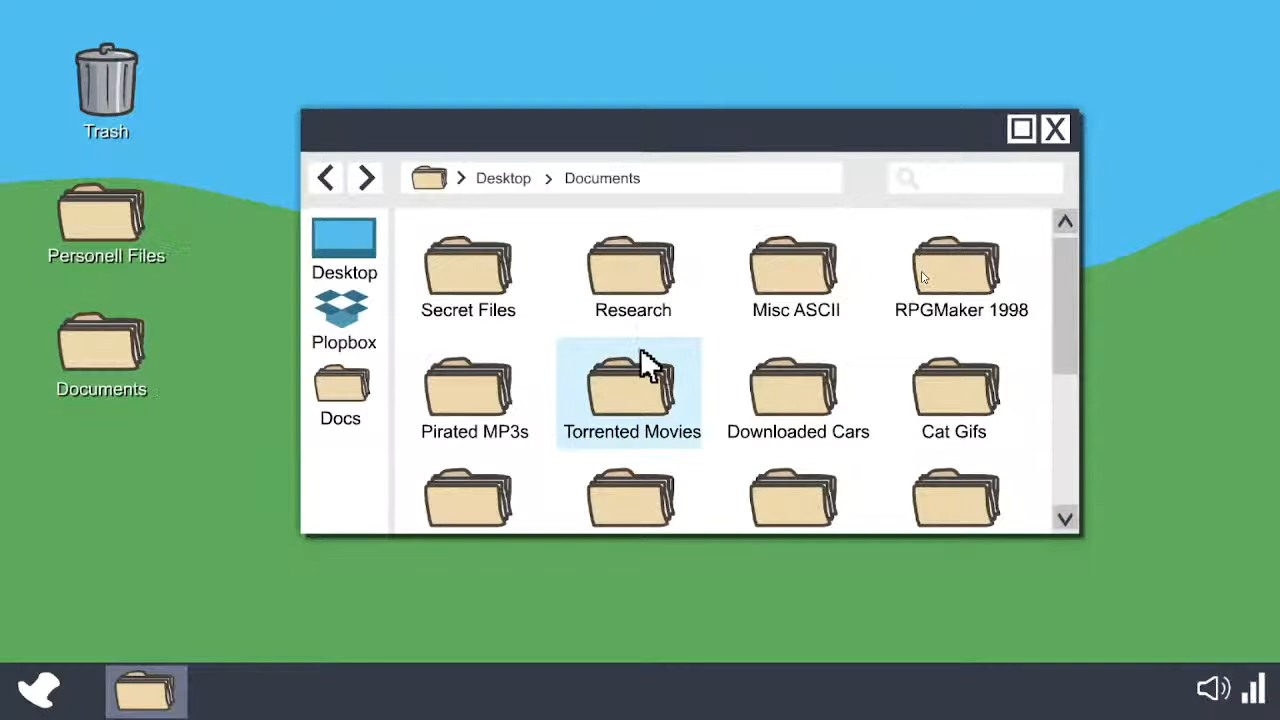 Trash
Personell Files
Documents
X
Desktop
Documents
Desktop
Plopbox
Docs
Secret Files
Research
Misc ASCII
RPGMaker 1998
Pirated MP3s
Torrented Movies
Downloaded Cars
Cat Gifs